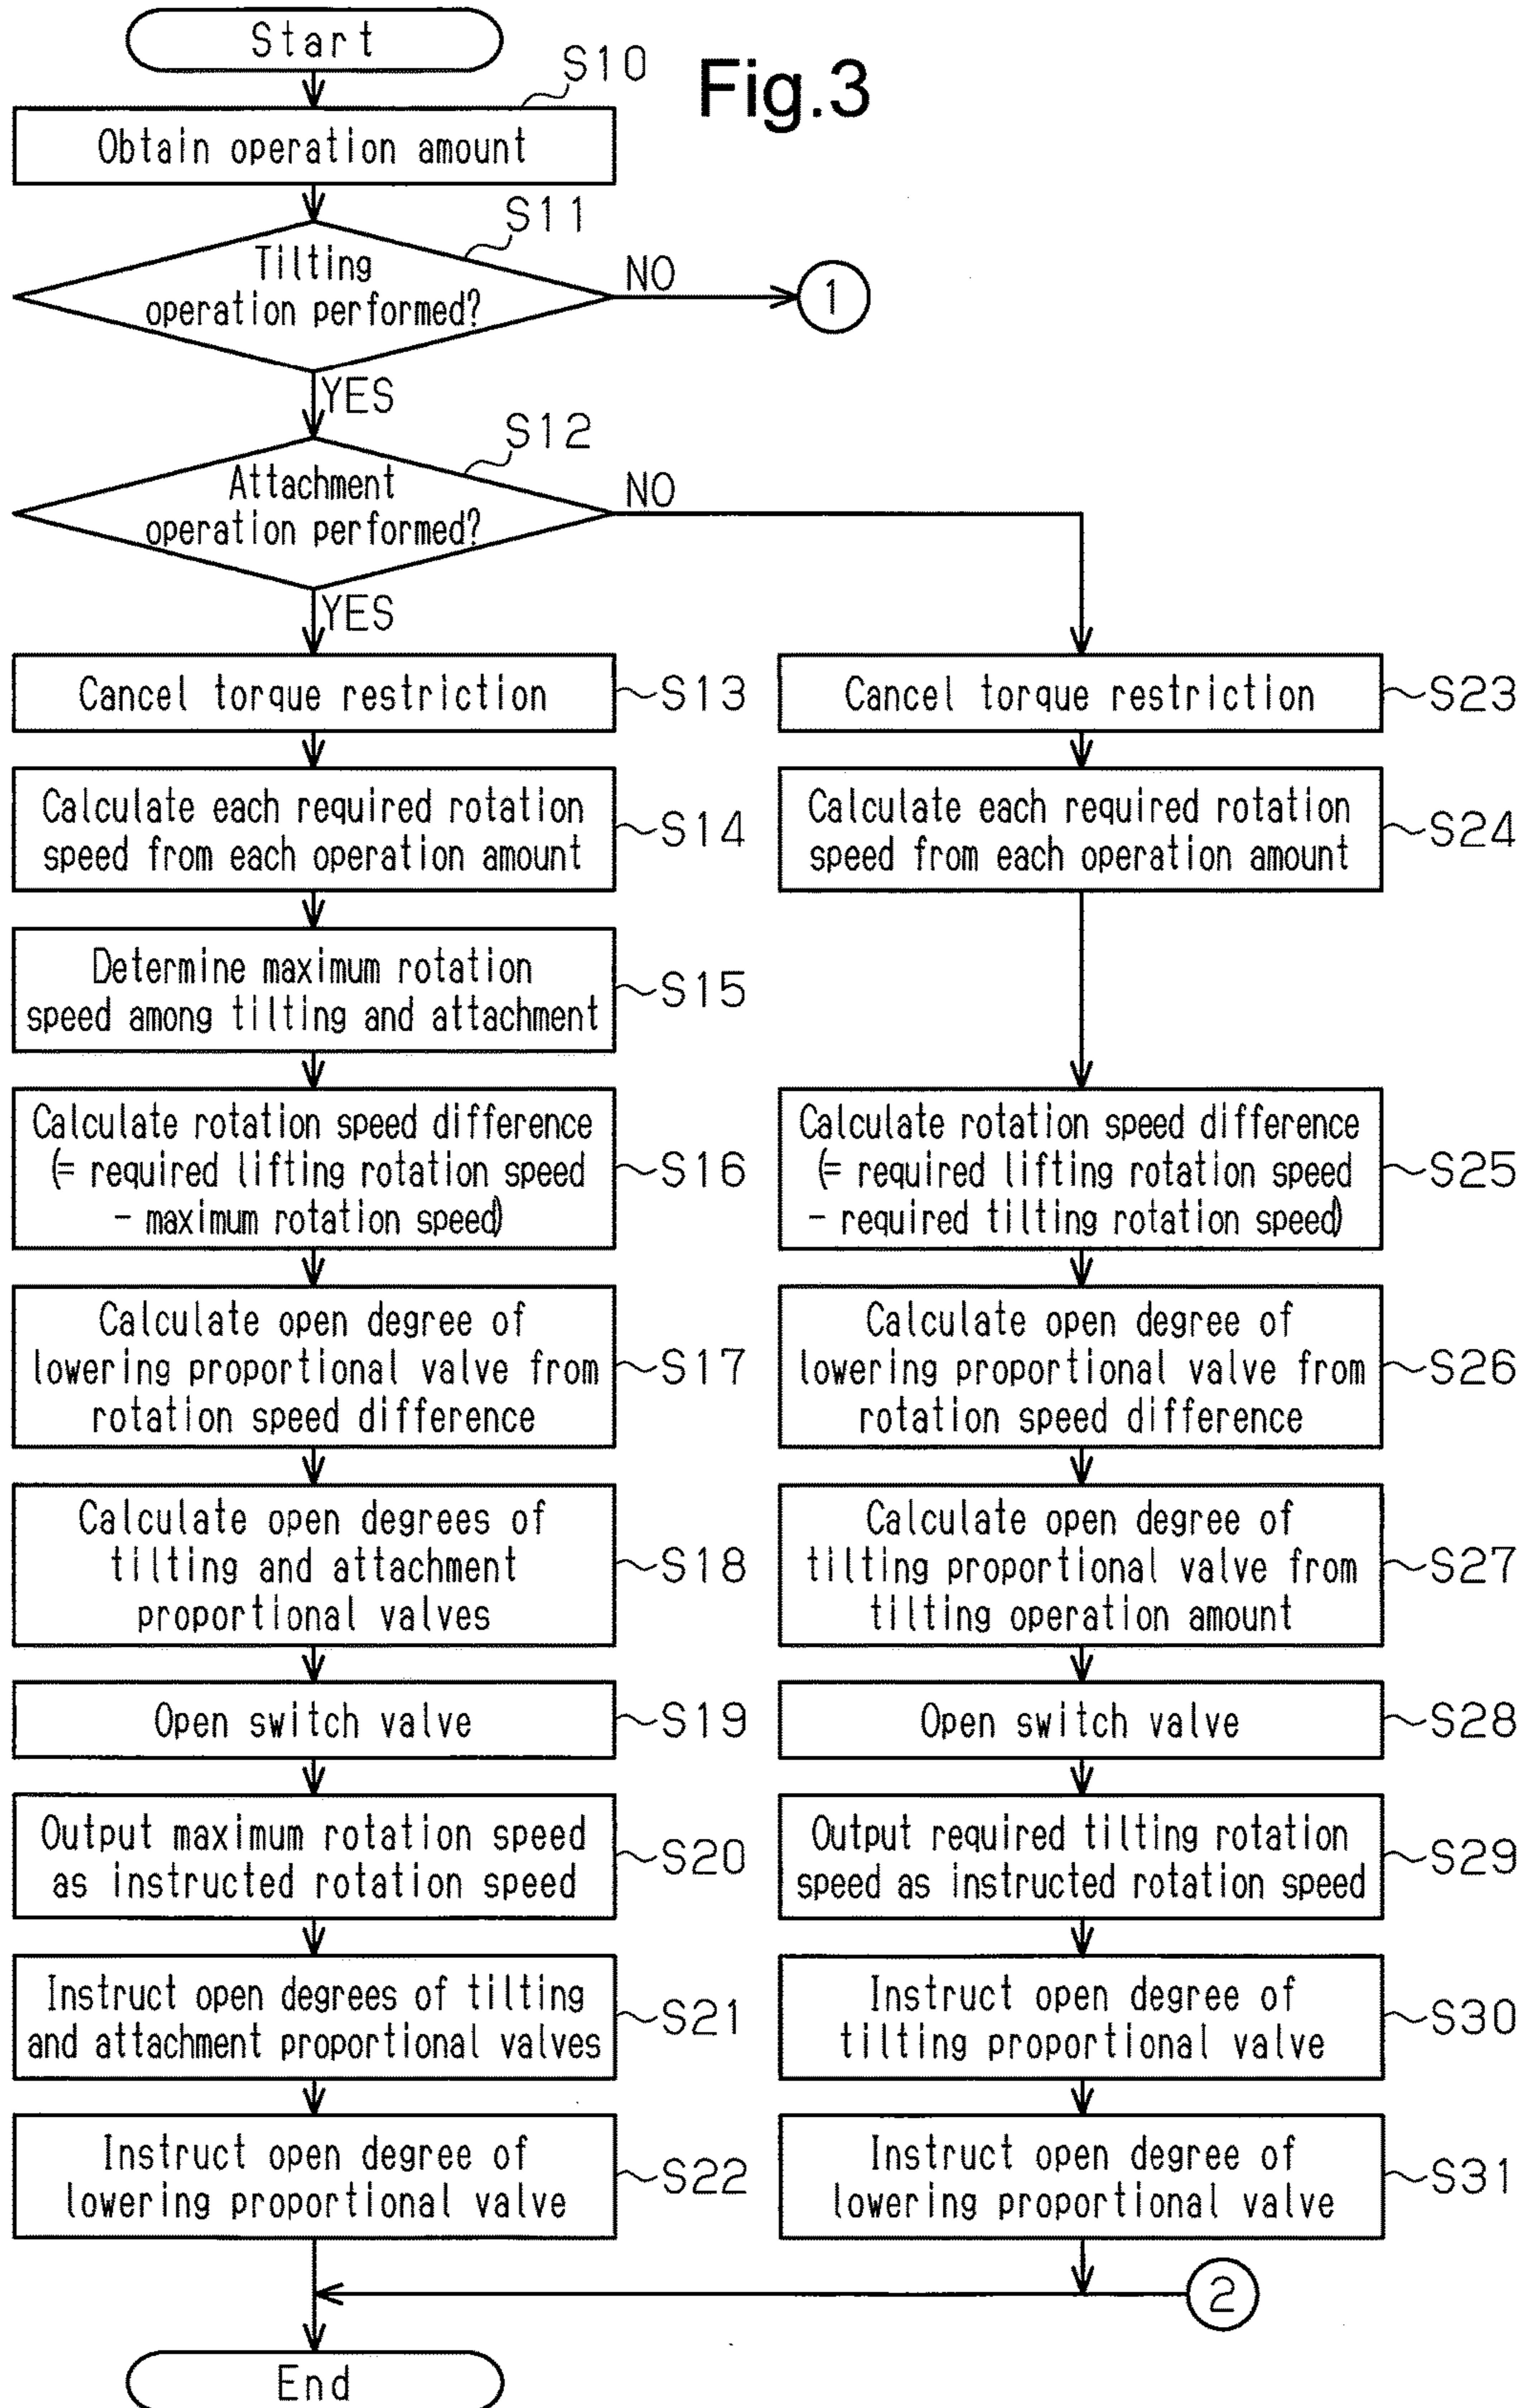 Fig.3
Start
S10
Obtain operation amount
S11
Tilting
operation performed?
NO
1
YES
S12
Attachment
operation performed?
NO
YES
Cancel torque restriction
S13
Calculate each required rotation
speed from each operation amount
S14
Determine maximum rotation
speed among tilting and attachment
S15
Calculate rotation speed difference
(= required lifting rotation speed
- maximum rotation speed)
S16
Calculate open degree of
lowering proportional valve from
rotation speed difference
S17
Calculate open degrees of
tilting and attachment
proportional valves
S18
Open switch valve
S19
Output maximum rotation speed
as instructed rotation speed
S20
Instruct open degrees of tilting
and attachment proportional valves
S21
Instruct open degree of
lowering proportional valve
S22
Cancel torque restriction
S23
Calculate each required rotation
speed from each operation amount
S24
Calculate rotation speed difference
(= required lifting rotation speed
- required tilting rotation speed)
S25
Calculate open degree of
lowering proportional valve from
rotation speed difference
S26
Calculate open degree of
tilting proportional valve from
tilting operation amount
S27
Open switch valve
S28
Output required tilting rotation
speed as instructed rotation speed
S29
Instruct open degree of
tilting proportional valve
S30
Instruct open degree of
lowering proportional valve
S31
2
End